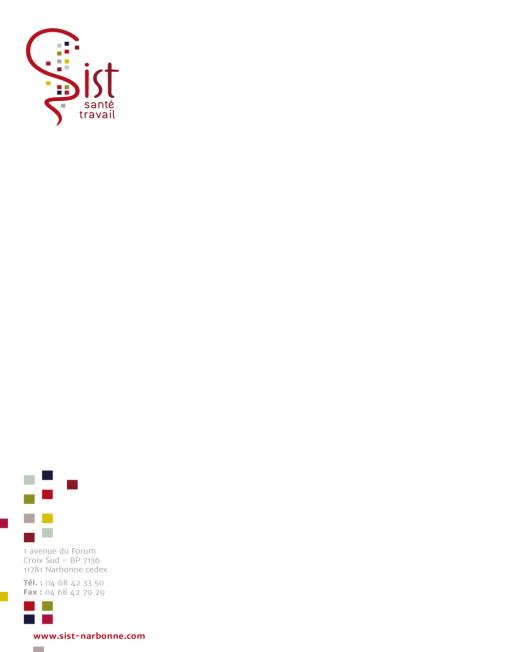 Sist
santé
travail
1 avenue du Forum
Croix Sud – BP 7136
11781 Narbonne cedex
Tél. : 04 68 42 33 50
Fax : 04 68 42 79 29
www.sist-narbonne.com